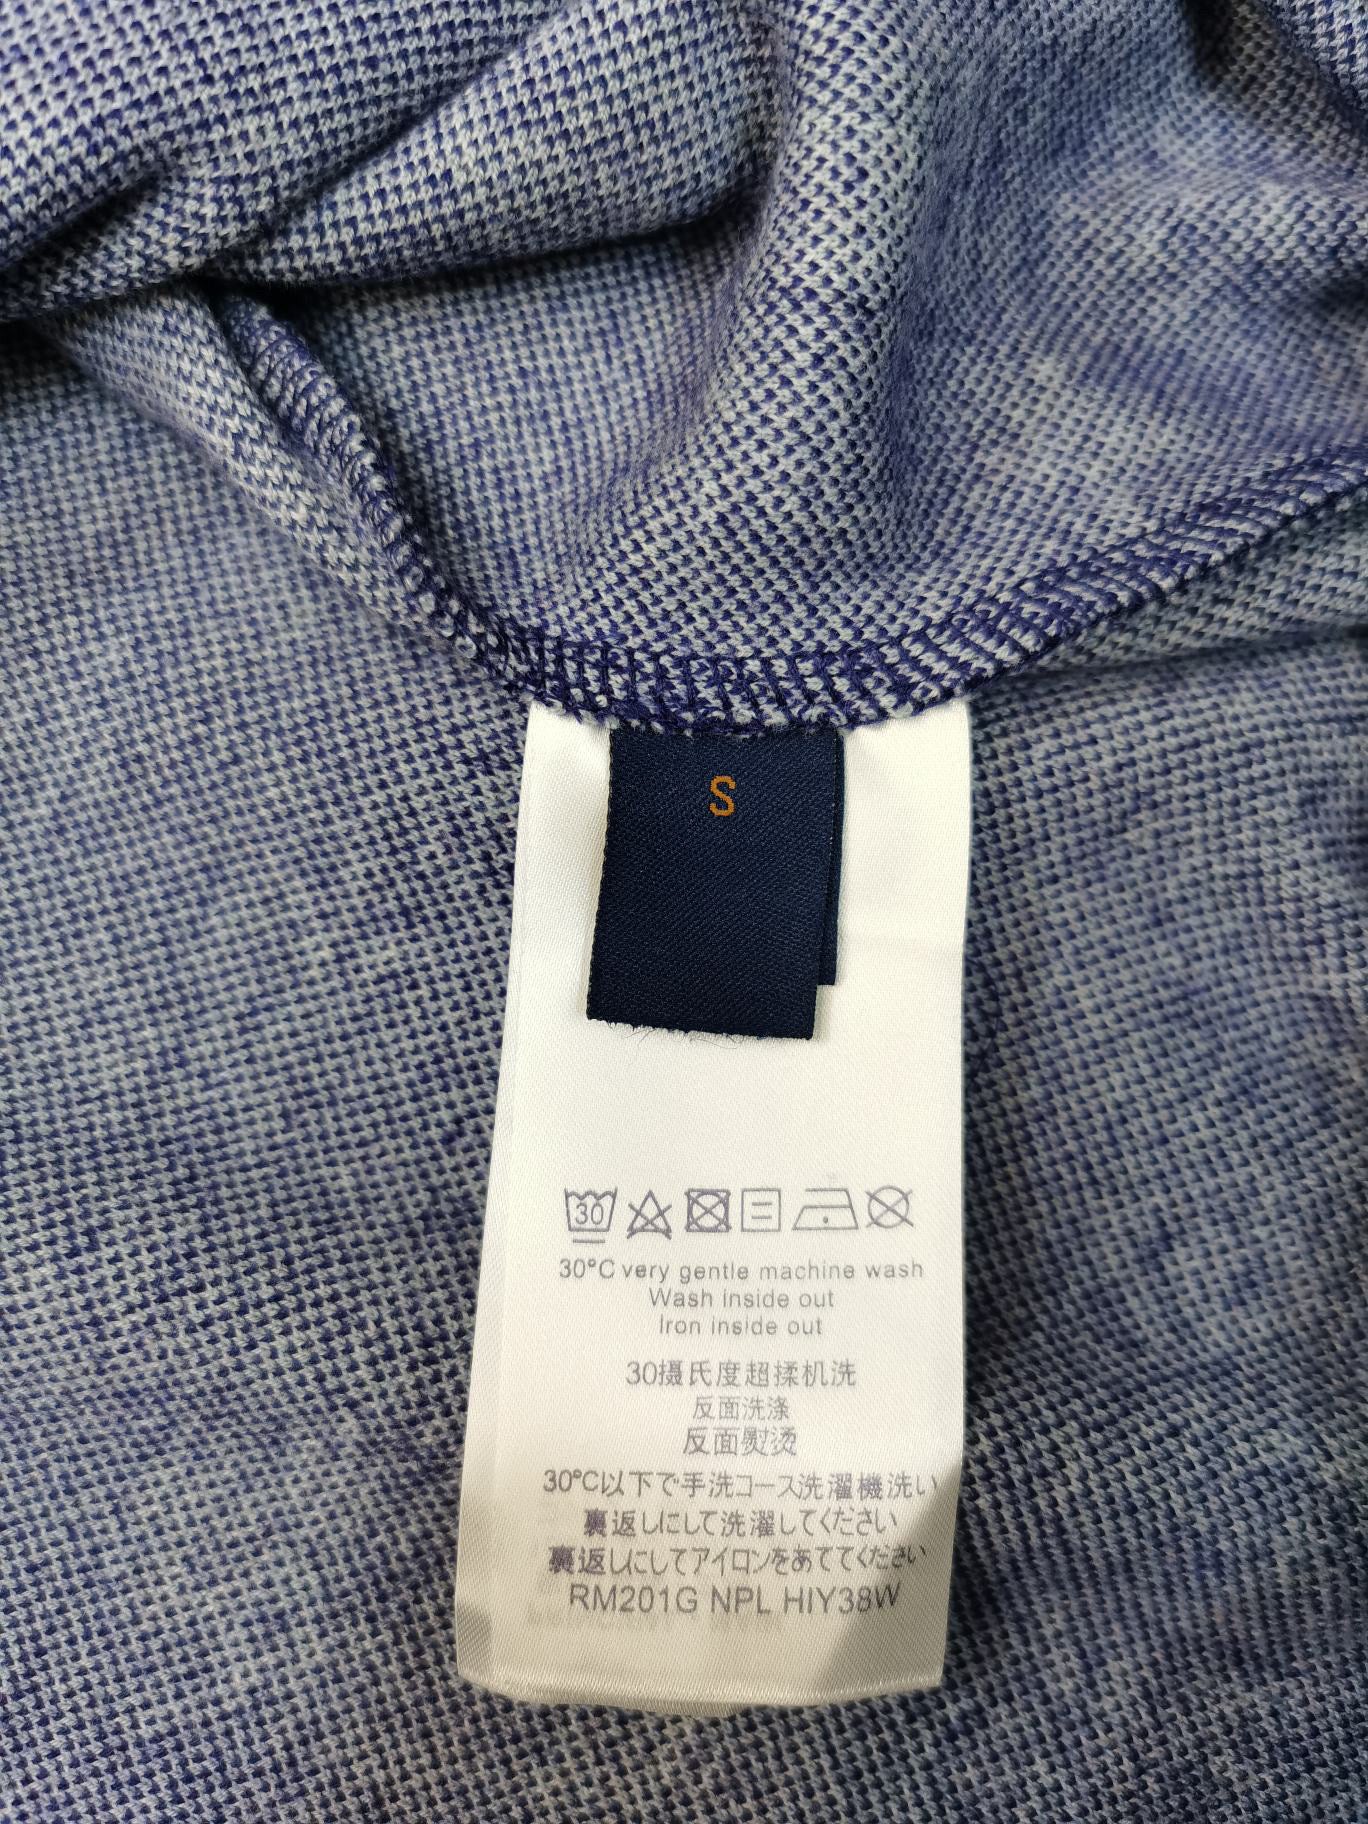 S
30
30°C very gentle machine wash
Wash inside out
Iron inside out
30摄氏度超揉机洗
反面洗涤
反面熨烫
30°C以下で手洗コース洗濯機洗い
裏返しにして洗濯してください
裏返しにしてアイロンをあててください
RM201G NPL HIY38W